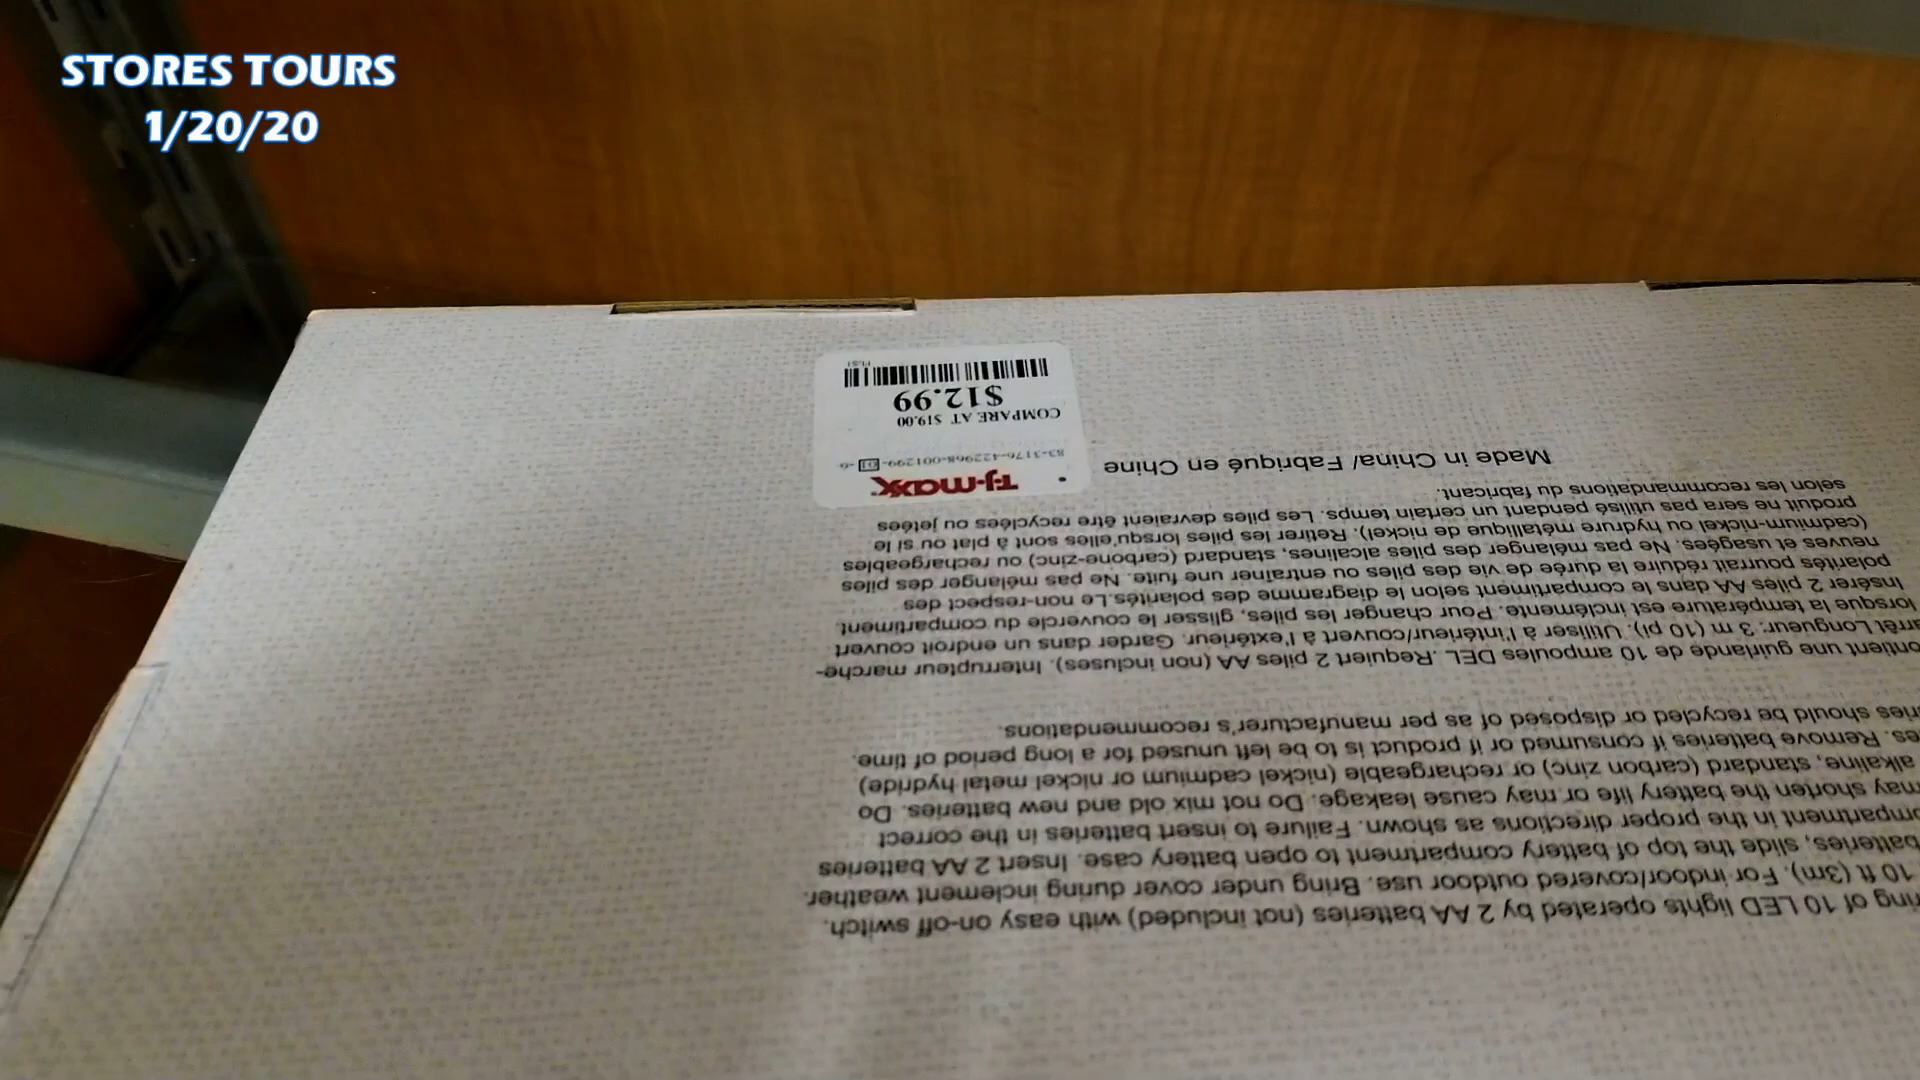 STORES TOURS
1/20/20
ring of 10 LED lights operated by 2 AA batteries (not included) with easy on-off switch.
10 ft (3m). For indoor/covered outdoor use. Bring under cover during inclement weather.
batteries, slide the top of battery compartment to open battery case. Insert 2 AA batteries
in the proper directions as shown. Failure to insert batteries in the correct
may shorten the battery life or may cause leakage. Do not mix old and new batteries. Do
alkaline, standard (carbon zinc) or rechargeable (nickel cadmium or nickel metal hydride)
Remove batteries if consumed or if product is to be left unused for a long period of time.
should be recycled or disposed of as per manufacturer's recommendations.
une guirlande de 10 ampoules DEL .Requiert 2 piles AA (non incluses). Interrupteur marche-
arrêt Longueur: 3 m (10 pi). Utiliser à l'intérieur/couvert à l'extérieur. Garder dans un endroit couvert
lorsque la température est inclémente. Pour changer les piles, glisser le couvercle du compartiment.
Insérer 2 piles AA dans le compartiment selon le diagramme des polarités.Le non-respect des
polarités pourrait réduire la durée de vie des piles ou entraîner une fuite. Ne pas mélanger des piles
neuves et usagées. Ne pas mélanger des piles alcalines, standard (carbone-zinc) ou rechargeables
(cadmium-nickel ou hydrure métallique de nickel). Retirer les piles lorsqu'elles sont à plat ou si le
produit ne sera pas utilisé pendant un certain temps. Les piles devraient être recyclées ou jetées
selon les recommandations du fabricant.
Made in China/ Fabriqué en Chine
T·J·maxx
83-3176-422968-001299-01-0
COMPARE AT $19.00
$12.99